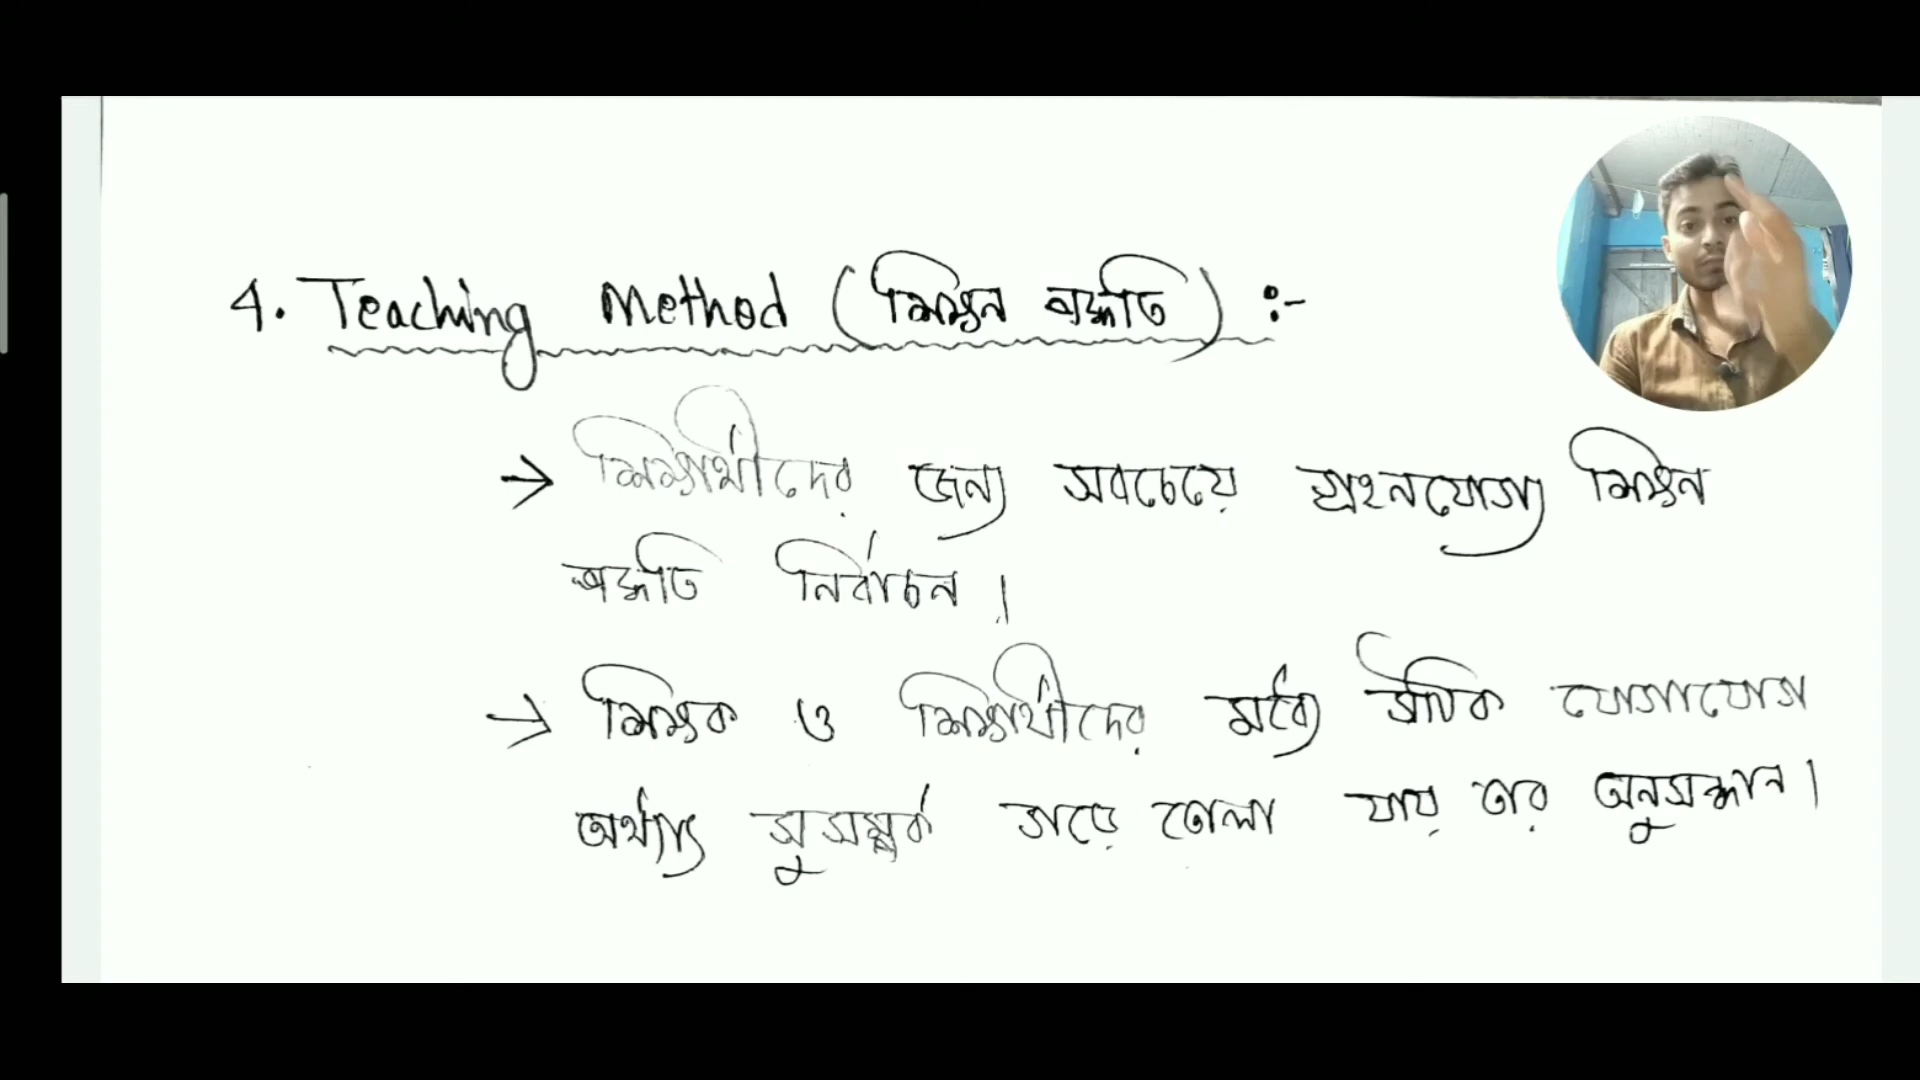 4. Teaching Method (শিক্ষন পদ্ধতি) :-
→ শিক্ষার্থীদের জন্য সবচেয়ে গ্রহনযোগ্য শিক্ষন
পদ্ধতি নির্বাচন।
→ শিক্ষক ও শিক্ষার্থীদের মধ্যে সঠিক যোগাযোগ
অর্থ্যাৎ সুসম্পর্ক গড়ে তোলা যায় তার অনুসন্ধান।